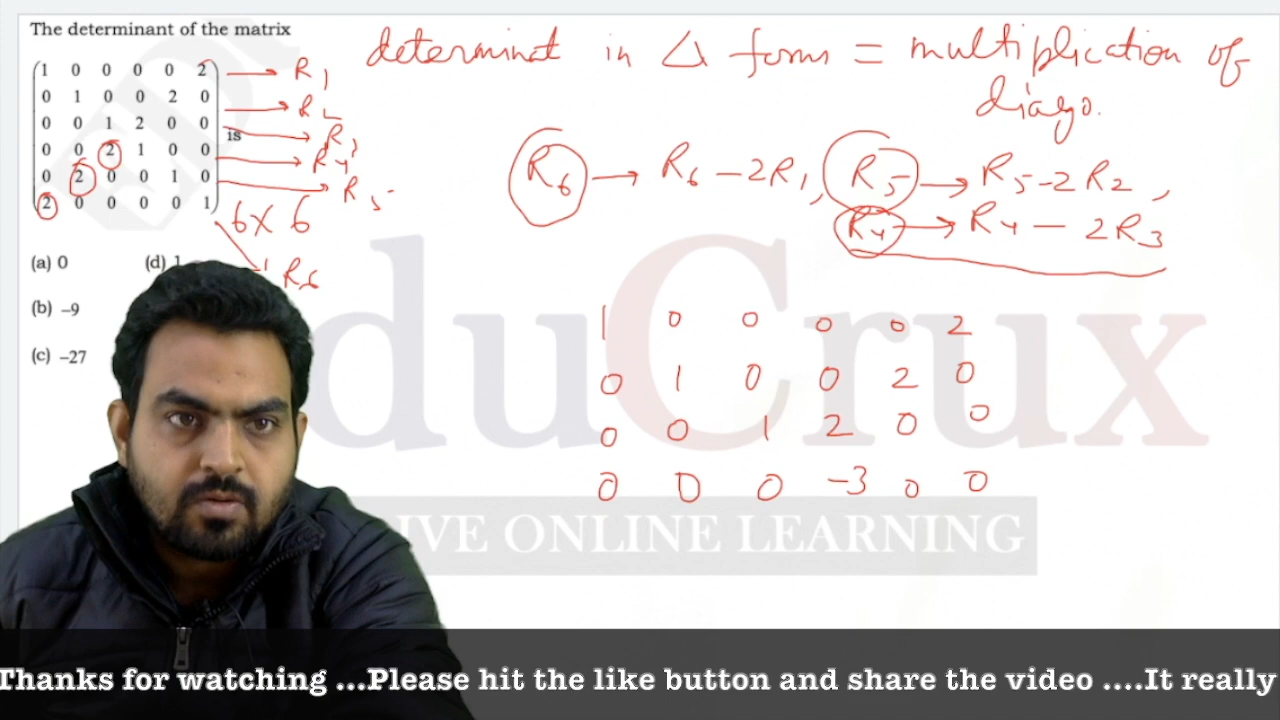 The determinant of the matrix
determinat in △ form = multiplication of
diago.
1 0 0 0 0 2 → R1
0 1 0 0 2 0 → R2
0 0 1 2 0 0 → R3
is
0 0 2 1 0 0 → R4
0 2 0 0 1 0 → R5
2 0 0 0 0 1 R6
6 X 6
R6 → R6 - 2R1, R5 → R5 - 2R2,
R4 → R4 - 2R3
(a) 0 (d) 1
(b) –9
(c) –27
1 0 0 0 0 2
0 1 0 0 2 0
0 0 1 2 0 0
0 0 0 -3 0 0
duCrux
IVE ONLINE LEARNING
Thanks for watching ...Please hit the like button and share the video ....It really